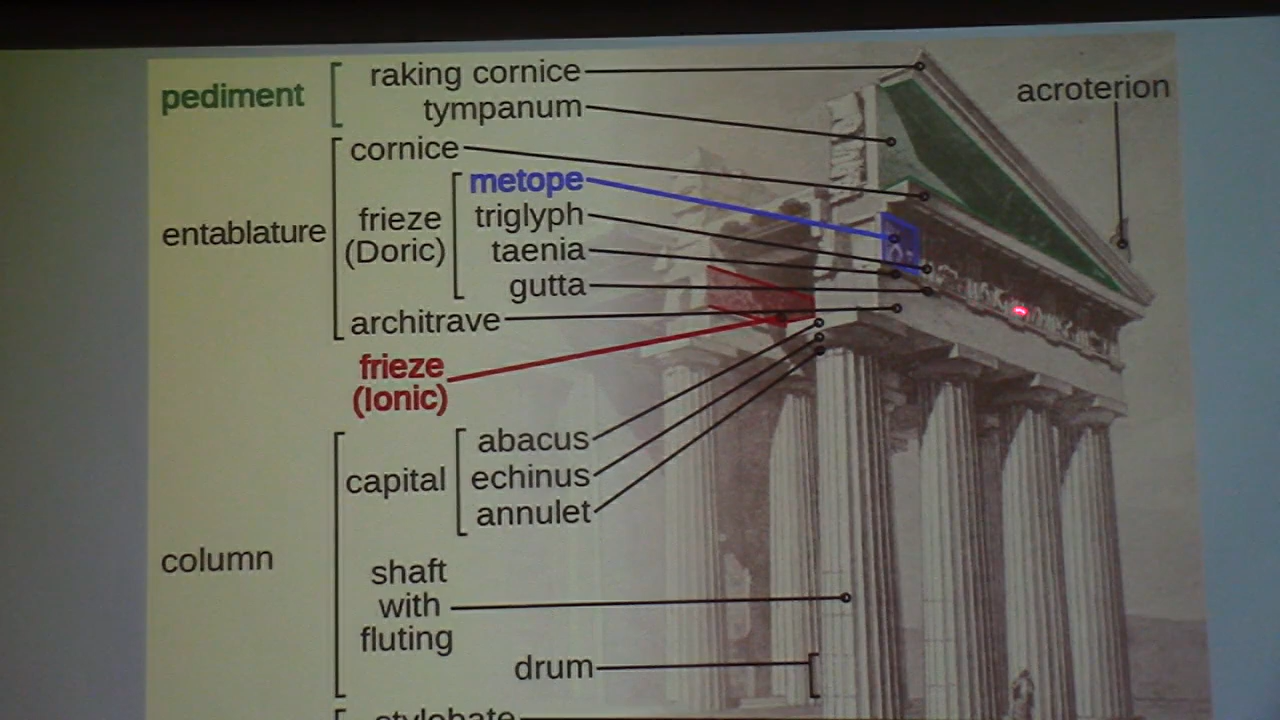 raking cornice
pediment
tympanum
acroterion
cornice
metope
triglyph
frieze
(Doric)
entablature
taenia
gutta
architrave
frieze
(Ionic)
abacus
capital
echinus
annulet
column
shaft
with
fluting
drum
stylobate